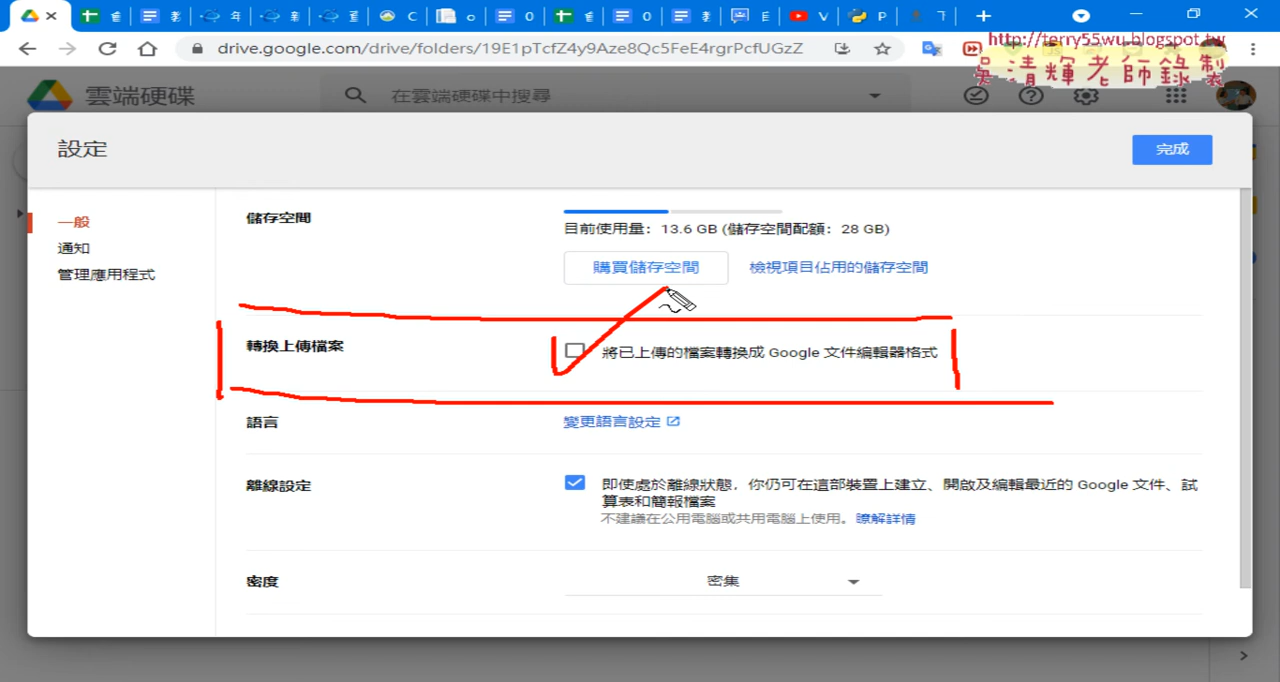 drive.google.com/drive/folders/19E1pTcfZ4y9Aze8Qc5FeE4rgrPcfUGzZ
http://terry55wu.blogspot.tw
吳清輝老師錄製
雲端硬碟
在雲端硬碟中搜尋
設定
完成
一般
通知
管理應用程式
儲存空間
目前使用量：13.6 GB (儲存空間配額：28 GB)
購買儲存空間
檢視項目佔用的儲存空間
轉換上傳檔案
將已上傳的檔案轉換成 Google 文件編輯器格式
語言
變更語言設定
離線設定
即使處於離線狀態，你仍可在這部裝置上建立、開啟及編輯最近的 Google 文件、試
算表和簡報檔案
不建議在公用電腦或共用電腦上使用。瞭解詳情
密度
密集